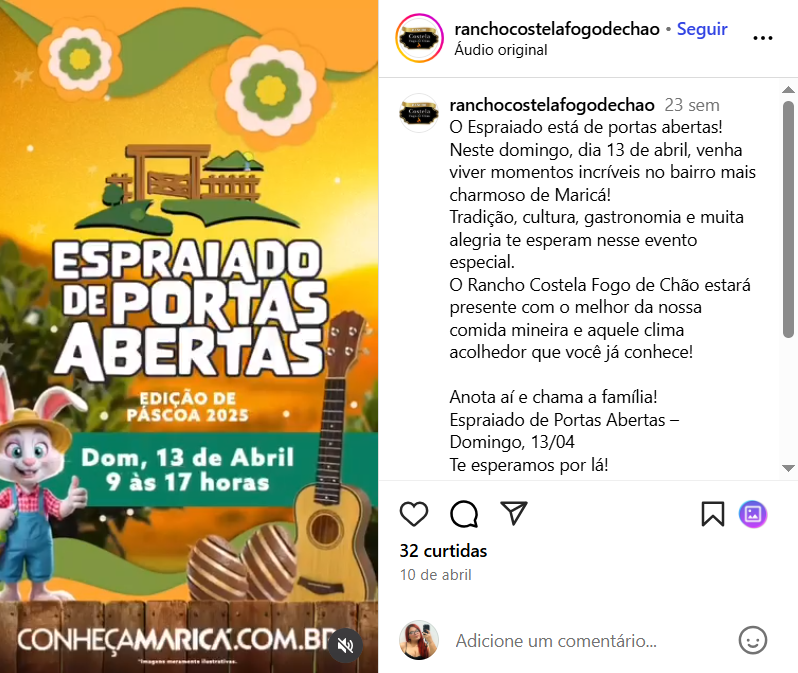 ESPRAIADO
DE PORTAS
ABERTAS
EDIÇÃO DE
PÁSCOA 2025
Dom, 13 de Abril
9 às 17 horas
CONHEÇAMARICÁ.COM.BR
*Imagens meramente ilustrativas.
ranchocostelafogodechao • Seguir
Áudio original
ranchocostelafogodechao 23 sem
O Espraiado está de portas abertas!
Neste domingo, dia 13 de abril, venha
viver momentos incríveis no bairro mais
charmoso de Maricá!
Tradição, cultura, gastronomia e muita
alegria te esperam nesse evento
especial.
O Rancho Costela Fogo de Chão estará
presente com o melhor da nossa
comida mineira e aquele clima
acolhedor que você já conhece!
Anota aí e chama a família!
Espraiado de Portas Abertas –
Domingo, 13/04
Te esperamos por lá!
32 curtidas
10 de abril
Adicione um comentário...